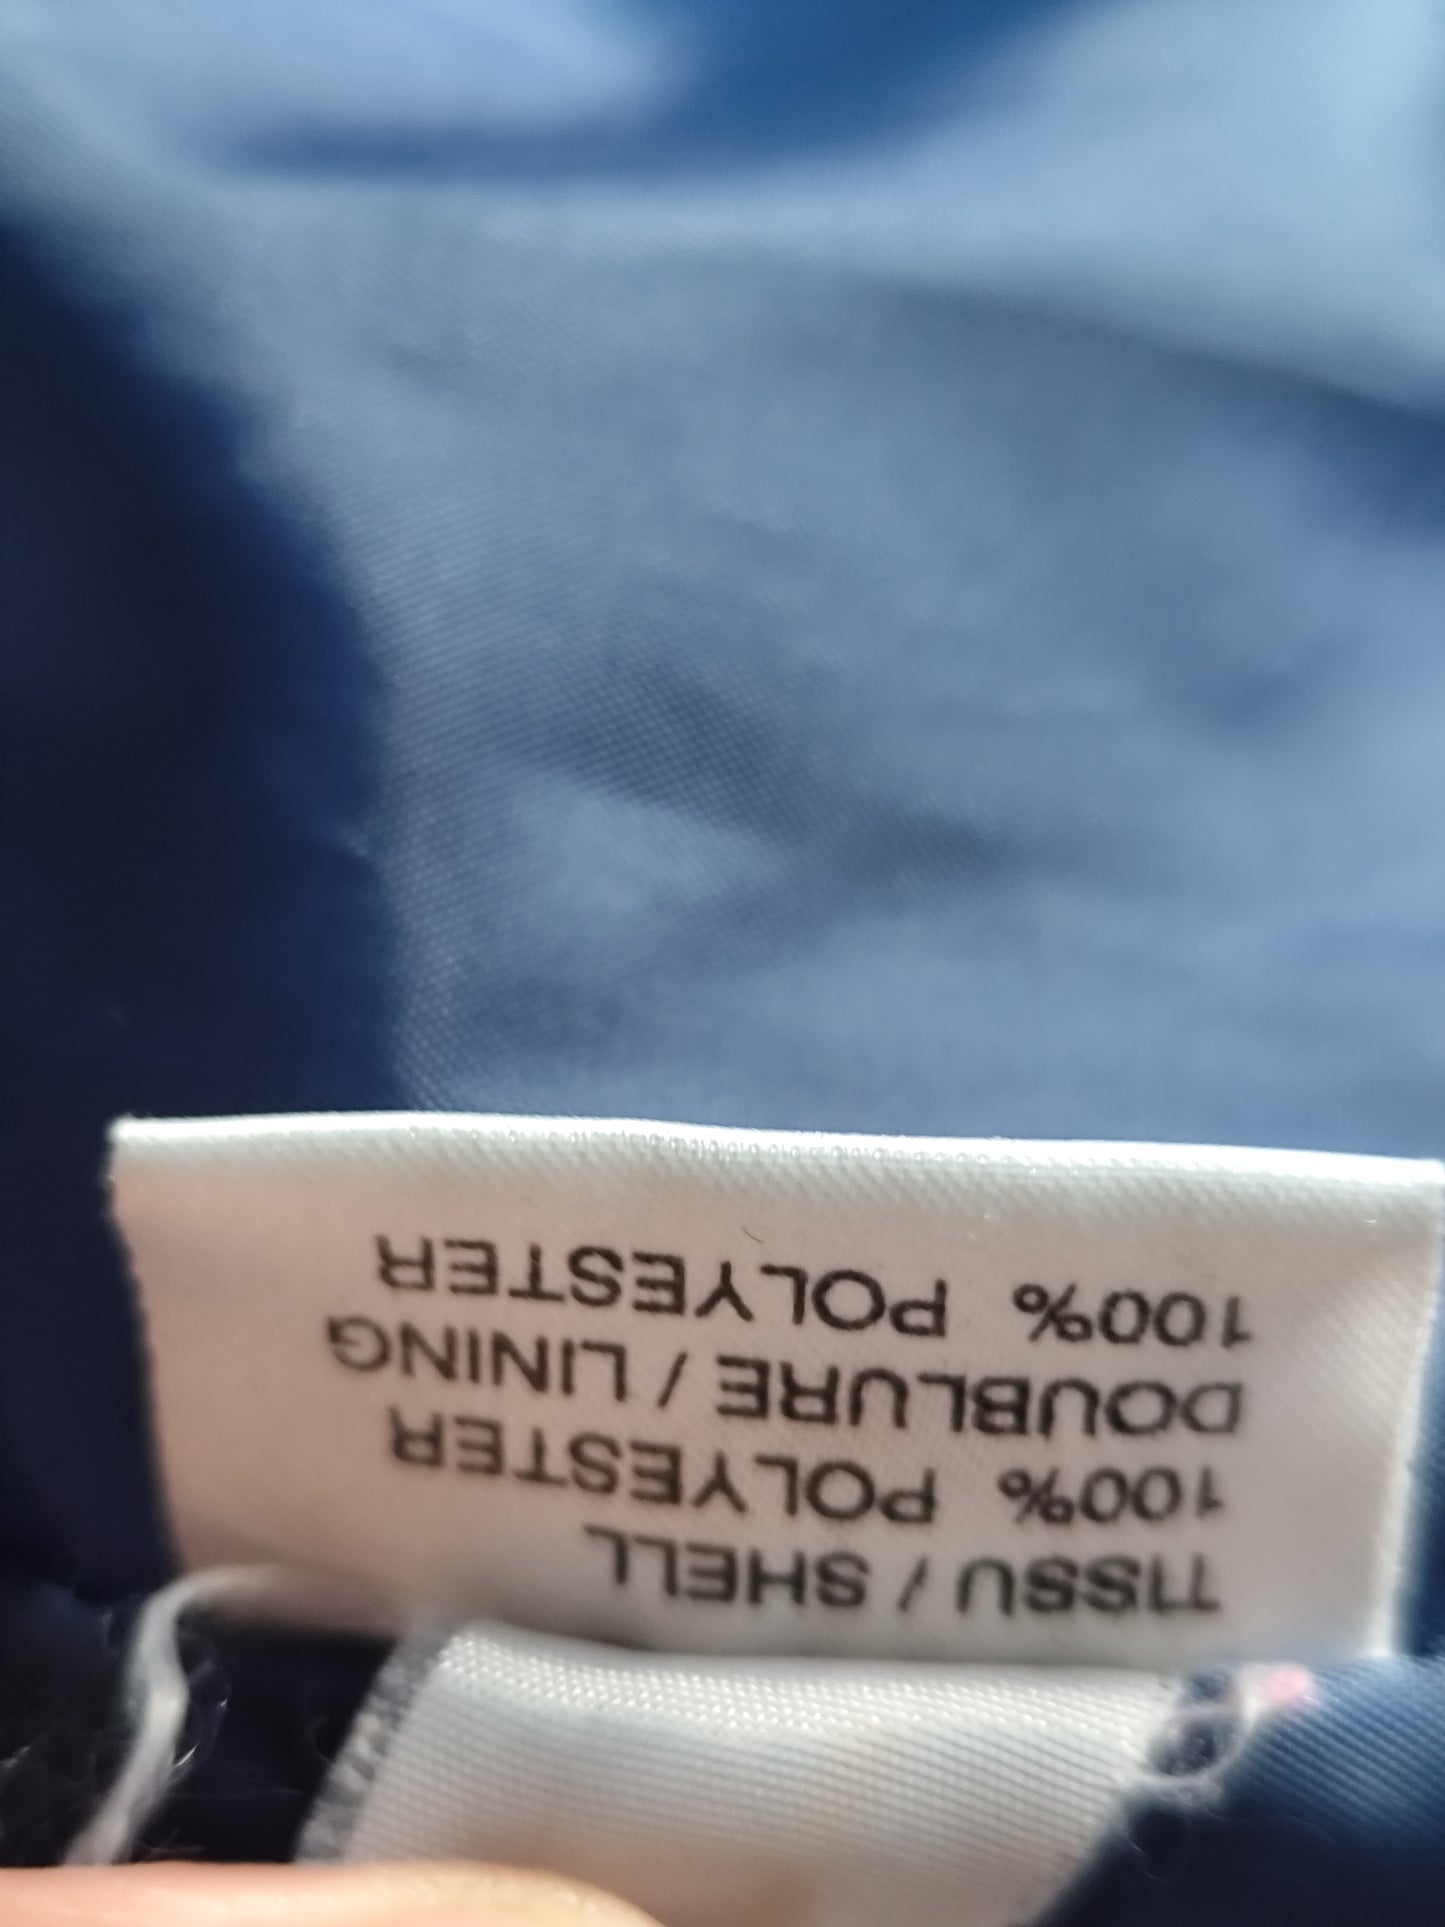 TISSU / SHELL
100% POLYESTER
DOUBLURE / LINING
100% POLYESTER